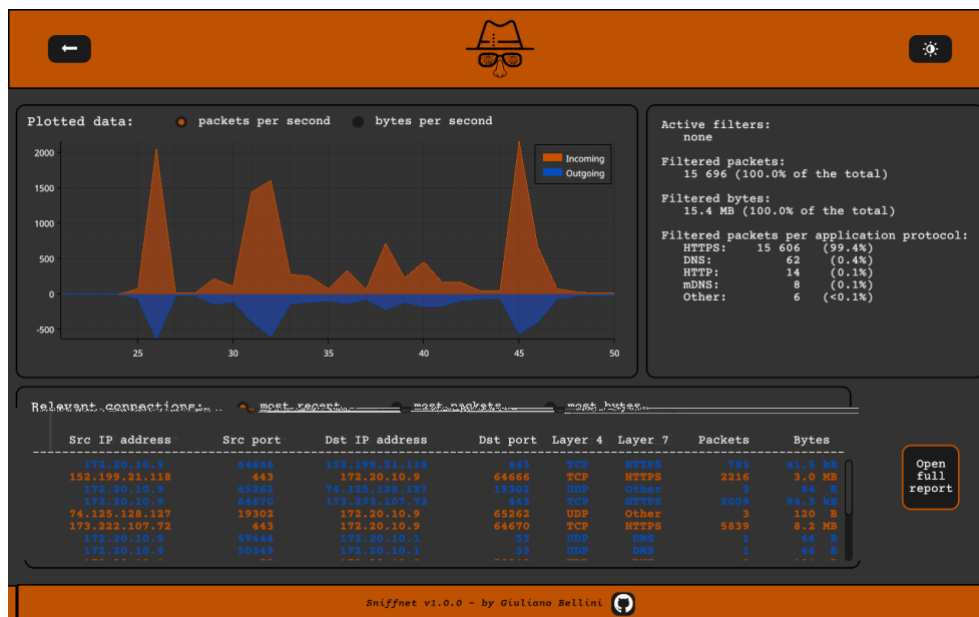 Plotted data: packets per second bytes per second
2000
1500
1000
500
0
-500
25 30 35 40 45 50
Incoming
Outgoing
Active filters:
none
Filtered packets:
15 696 (100.0% of the total)
Filtered bytes:
15.4 MB (100.0% of the total)
Filtered packets per application protocol:
HTTPS: 15 606 (99.4%)
DNS: 62 (0.4%)
HTTP: 14 (0.1%)
mDNS: 8 (0.1%)
Other: 6 (<0.1%)
Relevant connections: most recent most packets most bytes
Src IP address Src port Dst IP address Dst port Layer 4 Layer 7 Packets Bytes
172.20.10.9 64666 152.199.21.118 443 TCP HTTPS 783 41.5 kB
152.199.21.118 443 172.20.10.9 64666 TCP HTTPS 2216 3.0 MB
172.20.10.9 65262 74.125.128.127 19302 UDP Other 3 B
172.20.10.9 64670 173.222.107.72 443 TCP HTTPS 2009 94.3 kB
74.125.128.127 19302 172.20.10.9 65262 UDP Other 3 120 B
173.222.107.72 443 172.20.10.9 64670 TCP HTTPS 5839 8.2 MB
172.20.10.9 59444 172.20.10.1 53 UDP DNS 1 46 B
172.20.10.9 50349 172.20.10.1 53 UDP DNS 1 46 B
Open
full
report
Sniffnet v1.0.0 - by Giuliano Bellini